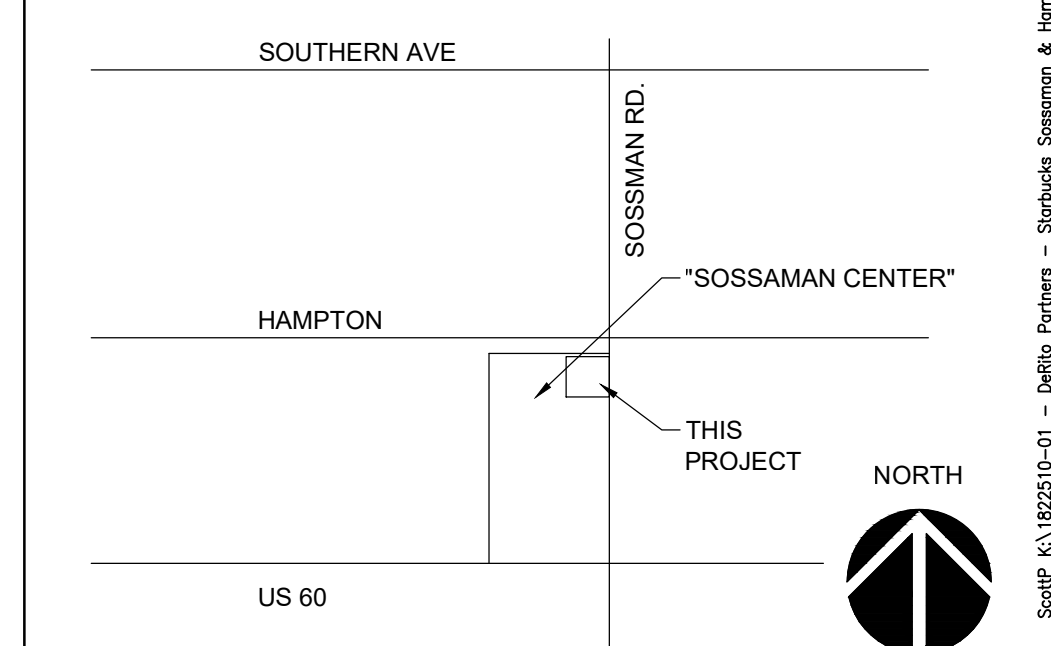 SOUTHERN AVE
SOSSMAN RD.
"SOSSAMAN CENTER"
HAMPTON
THIS
PROJECT
NORTH
US 60
ScottP K:\1822510-01 - DeRito Partners - Starbucks Sossaman &